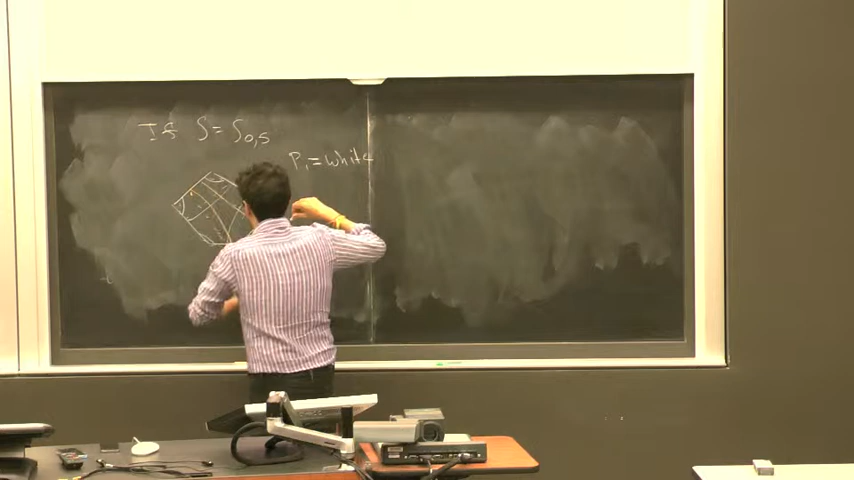 If S = S0,5
P1 = white